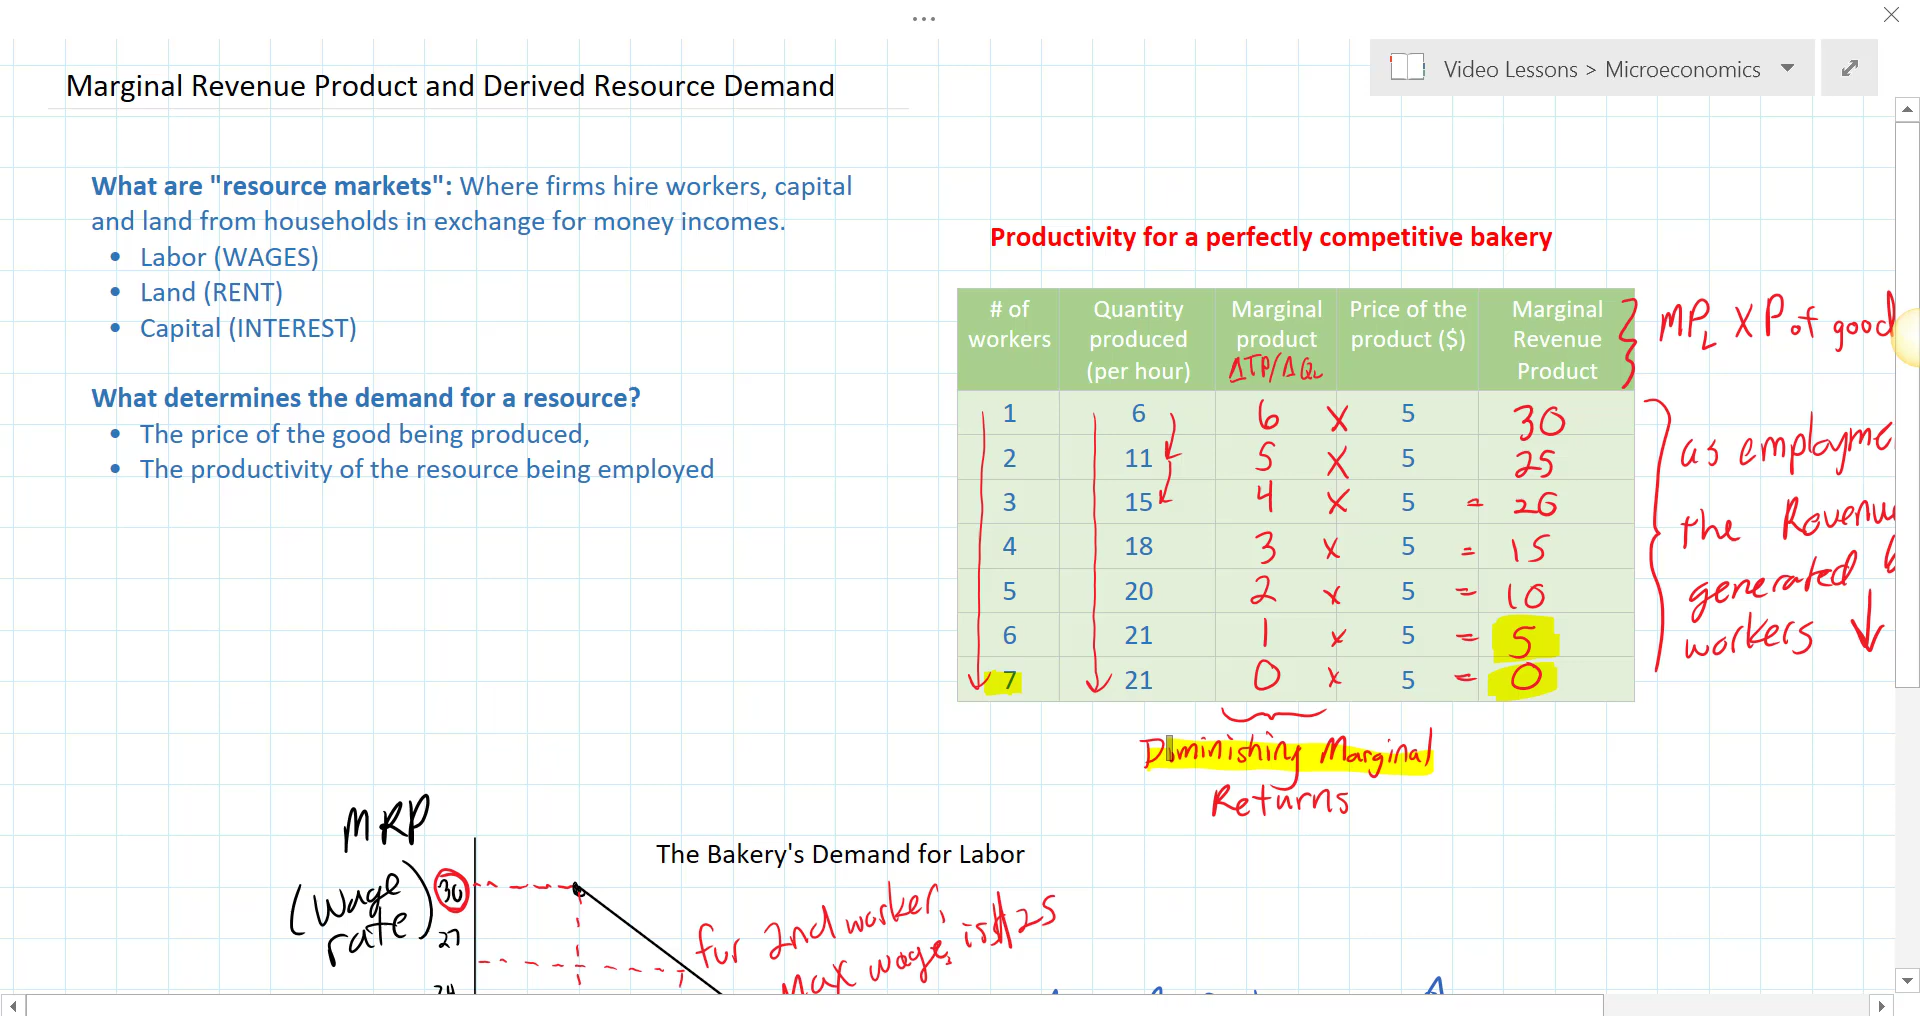 Video Lessons > Microeconomics
Marginal Revenue Product and Derived Resource Demand
What are "resource markets": Where firms hire workers, capital
and land from households in exchange for money incomes.
• Labor (WAGES)
• Land (RENT)
• Capital (INTEREST)
What determines the demand for a resource?
• The price of the good being produced,
• The productivity of the resource being employed
Productivity for a perfectly competitive bakery
# of workers Quantity produced (per hour) Marginal product ΔTP/ΔQL Price of the product ($) Marginal Revenue Product
1 6 6 X 5 30
2 11 5 X 5 25
3 15 4 X 5 = 20
4 18 3 x 5 = 15
5 20 2 x 5 = 10
6 21 1 x 5 = 5
7 21 0 x 5 = 0
MPL X P of good
as employme
the Revenu
generated b
workers ↓
Diminishing Marginal
Returns
MRP
(Wage
rate)
30
27
24
The Bakery's Demand for Labor
for 2nd worker,
Max wage is $25